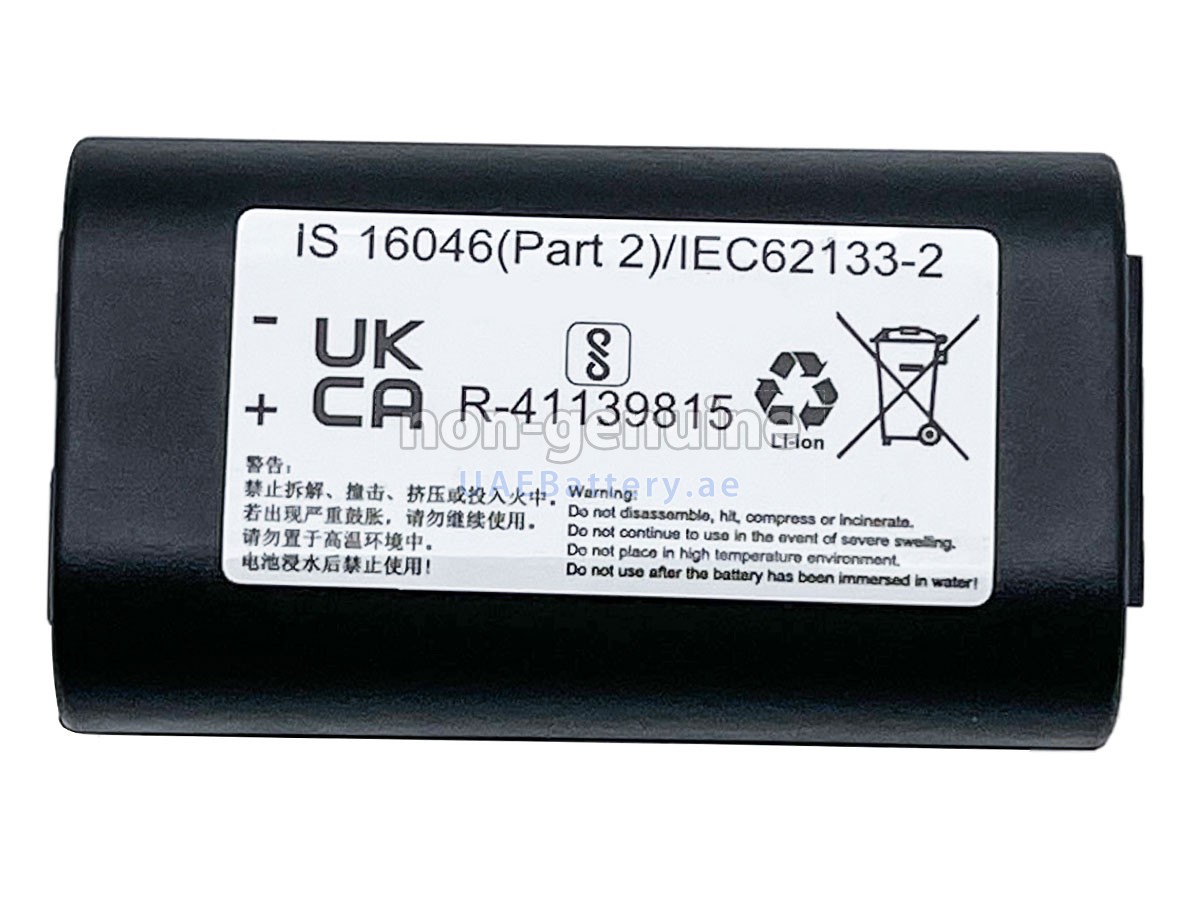 IS 16046(Part 2)/IEC62133-2
-
UK
CA
+
R-41139815
Li-ion
non-genuine
UAEBattery.ae
警告：
禁止拆解、撞击、挤压或投入火中。
若出现严重鼓胀，请勿继续使用。
请勿置于高温环境中。
电池浸水后禁止使用！
Warning:
Do not disassemble, hit, compress or incinerate.
Do not continue to use in the event of severe swelling.
Do not place in high temperature environment.
Do not use after the battery has been immersed in water!